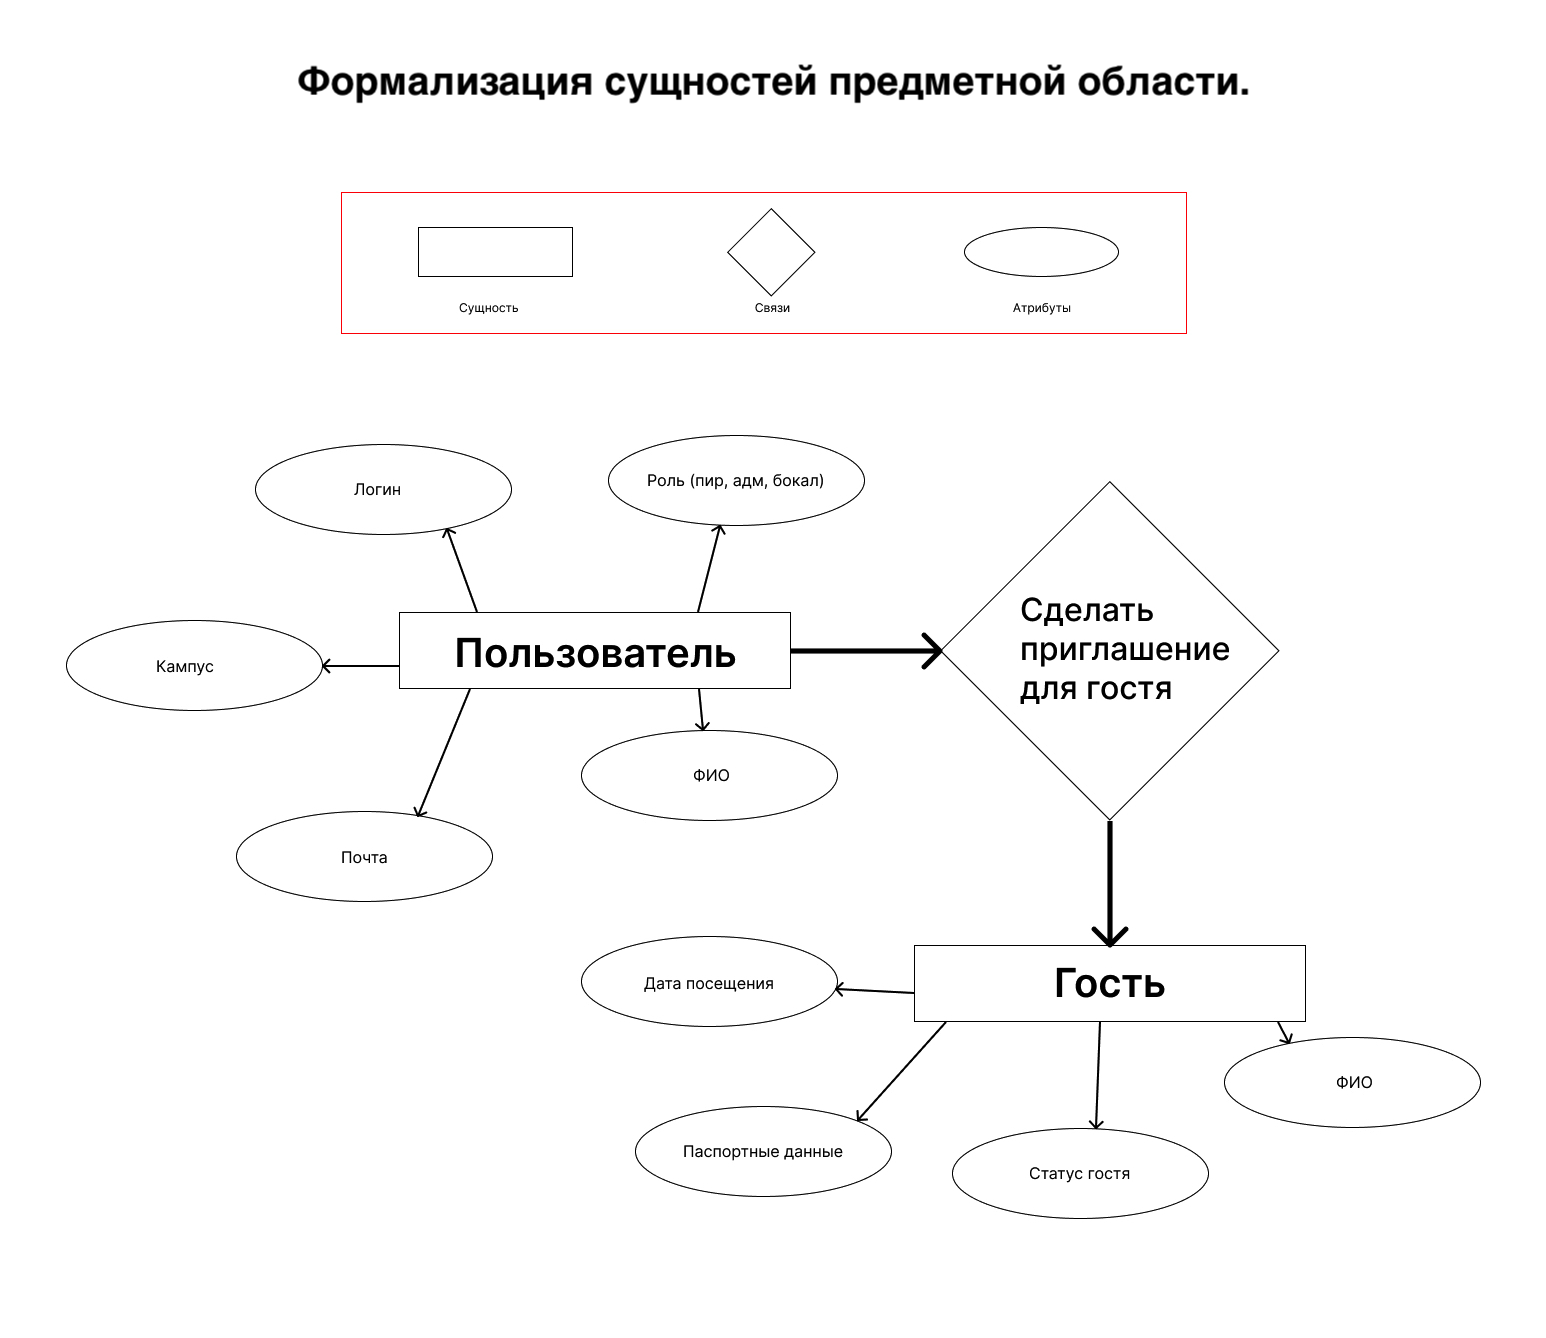 Формализация сущностей предметной области.
Сущность
Связи
Атрибуты
Логин
Роль (пир, адм, бокал)
Кампус
Пользователь
Сделать
приглашение
для гостя
ФИО
Почта
Дата посещения
Гость
ФИО
Паспортные данные
Статус гостя